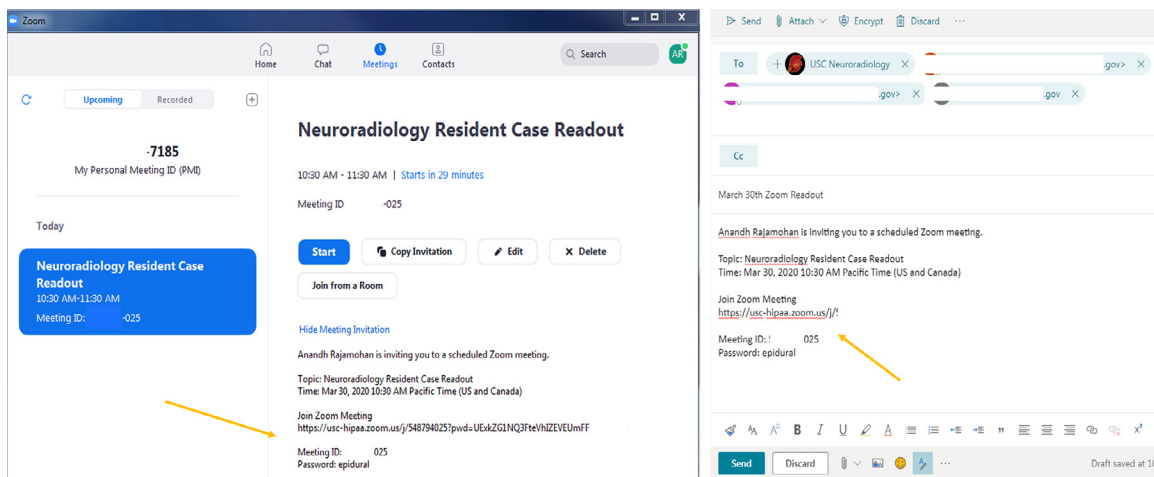 Zoom
Home
Chat
Meetings
Contacts
Search
AR
Upcoming
Recorded
-7185
My Personal Meeting ID (PMI)
Today
Neuroradiology Resident Case
Readout
10:30 AM-11:30 AM
Meeting ID: -025
Neuroradiology Resident Case Readout
10:30 AM - 11:30 AM | Starts in 29 minutes
Meeting ID -025
Start
Copy Invitation
Edit
Delete
Join from a Room
Hide Meeting Invitation
Anandh Rajamohan is inviting you to a scheduled Zoom meeting.
Topic: Neuroradiology Resident Case Readout
Time: Mar 30, 2020 10:30 AM Pacific Time (US and Canada)
Join Zoom Meeting
https://usc-hipaa.zoom.us/j/548794025?pwd=UExkZG1NQ3FteVhIZEVEUmFF
Meeting ID: 025
Password: epidural
Send Attach Encrypt Discard ...
To USC Neuroradiology .gov>
.gov> .gov
Cc
March 30th Zoom Readout
Anandh Rajamohan is inviting you to a scheduled Zoom meeting.
Topic: Neuroradiology Resident Case Readout
Time: Mar 30, 2020 10:30 AM Pacific Time (US and Canada)
Join Zoom Meeting
https://usc-hipaa.zoom.us/j/
Meeting ID: 025
Password: epidural
Send Discard Draft saved at 10